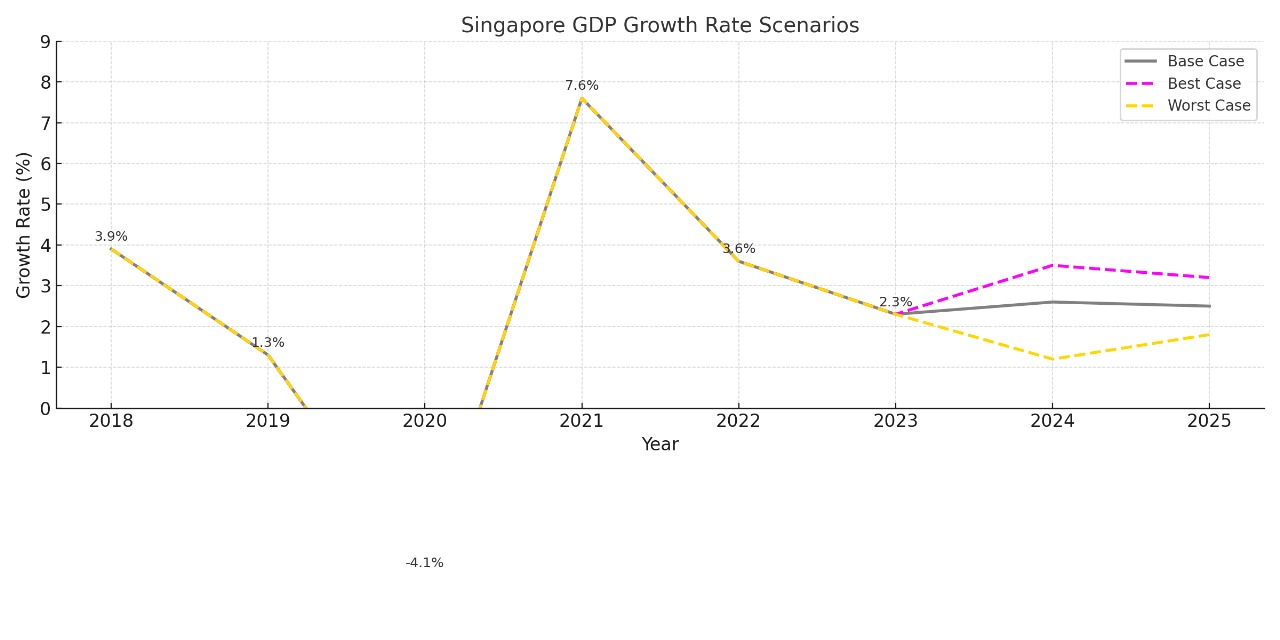 Singapore GDP Growth Rate Scenarios
Growth Rate (%)
9
8
7
6
5
4
3
2
1
0
Base Case
Best Case
Worst Case
3.9%
1.3%
-4.1%
7.6%
3.6%
2.3%
2018 2019 2020 2021 2022 2023 2024 2025
Year